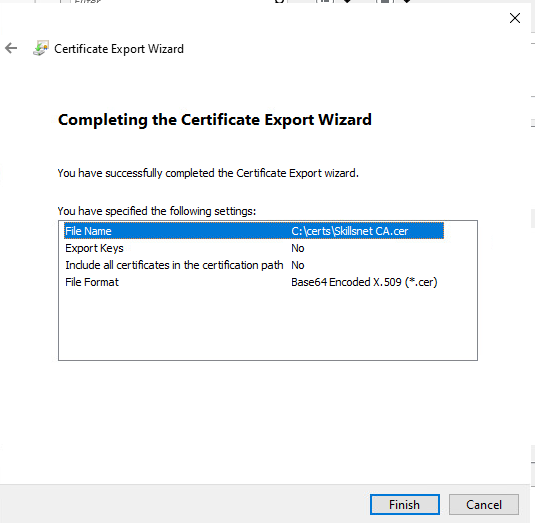 Enter
Certificate Export Wizard
Completing the Certificate Export Wizard
You have successfully completed the Certificate Export wizard.
You have specified the following settings:
File Name C:\certs\Skillsnet CA.cer
Export Keys No
Include all certificates in the certification path No
File Format Base64 Encoded X.509 (*.cer)
Finish Cancel